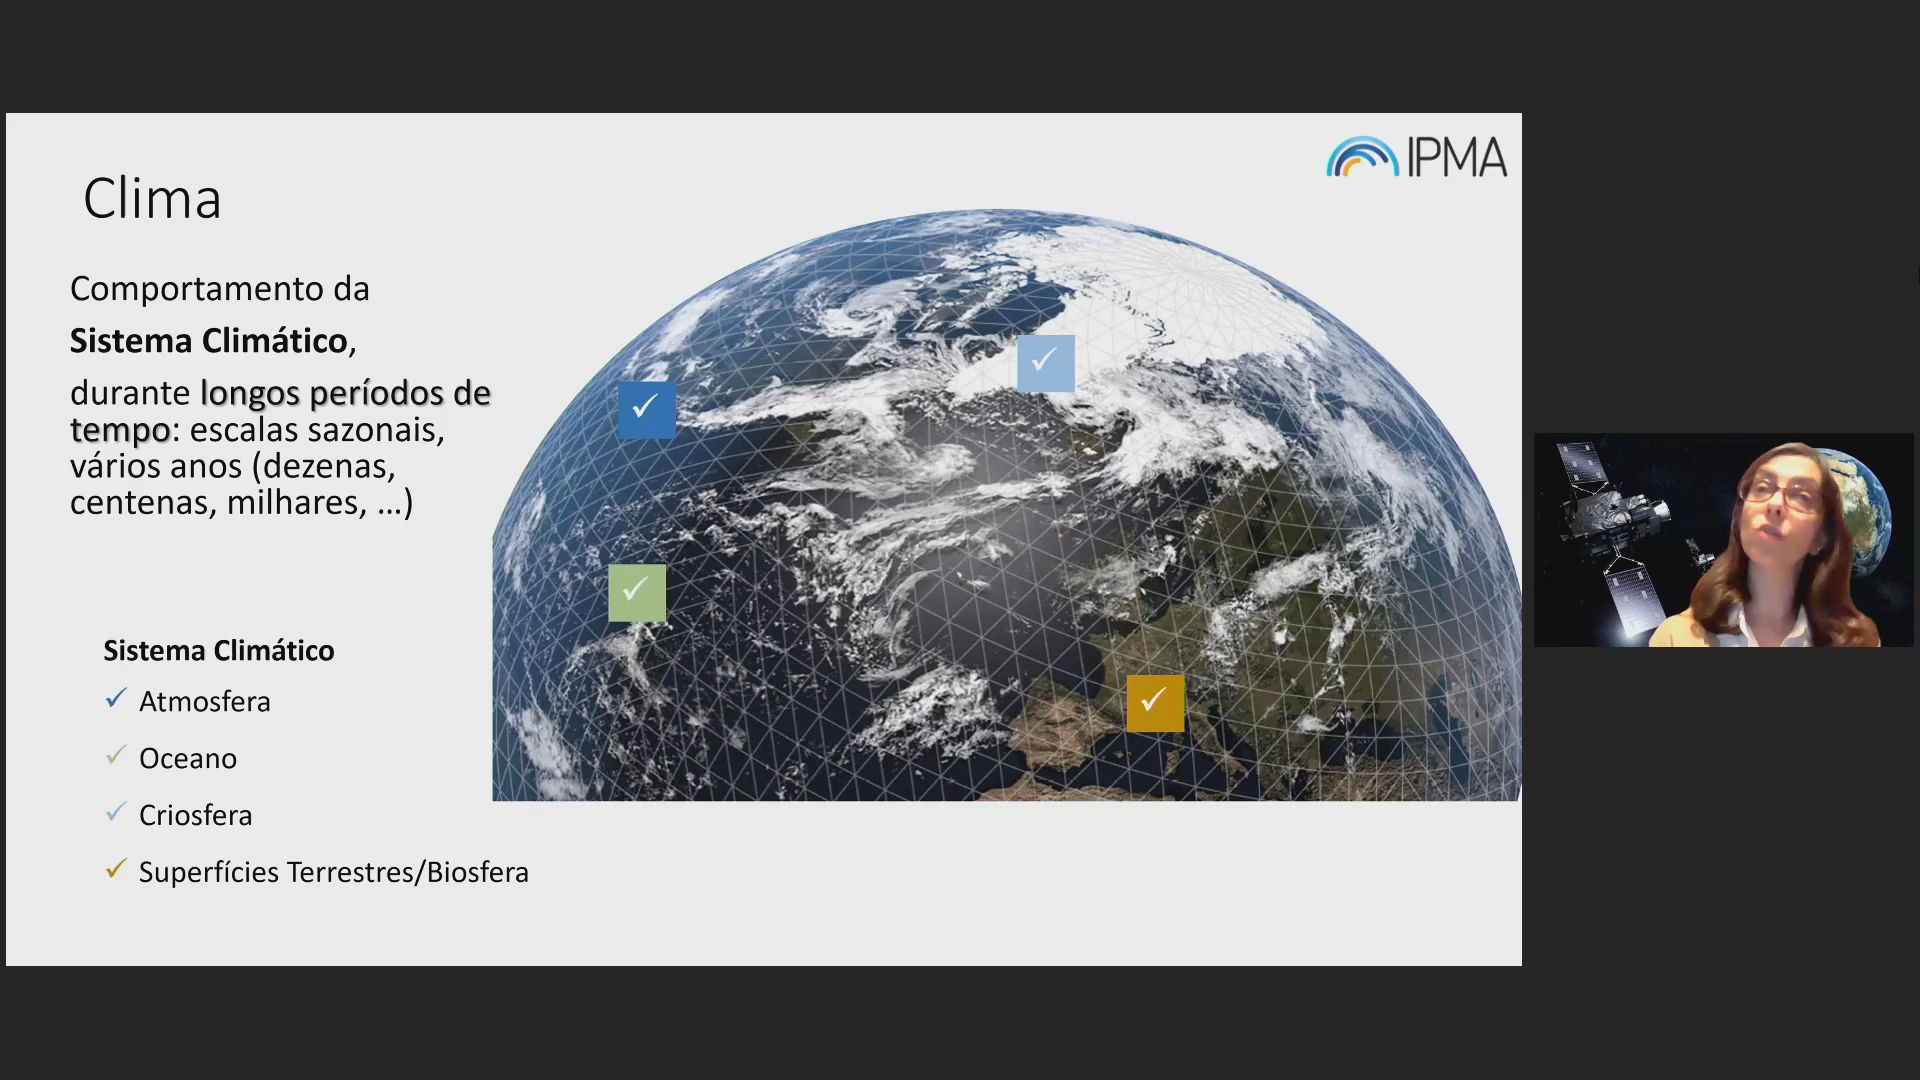 IPMA
Clima
Comportamento da
Sistema Climático,
durante longos períodos de
tempo: escalas sazonais,
vários anos (dezenas,
centenas, milhares, ...)
Sistema Climático
Atmosfera
Oceano
Criosfera
Superfícies Terrestres/Biosfera